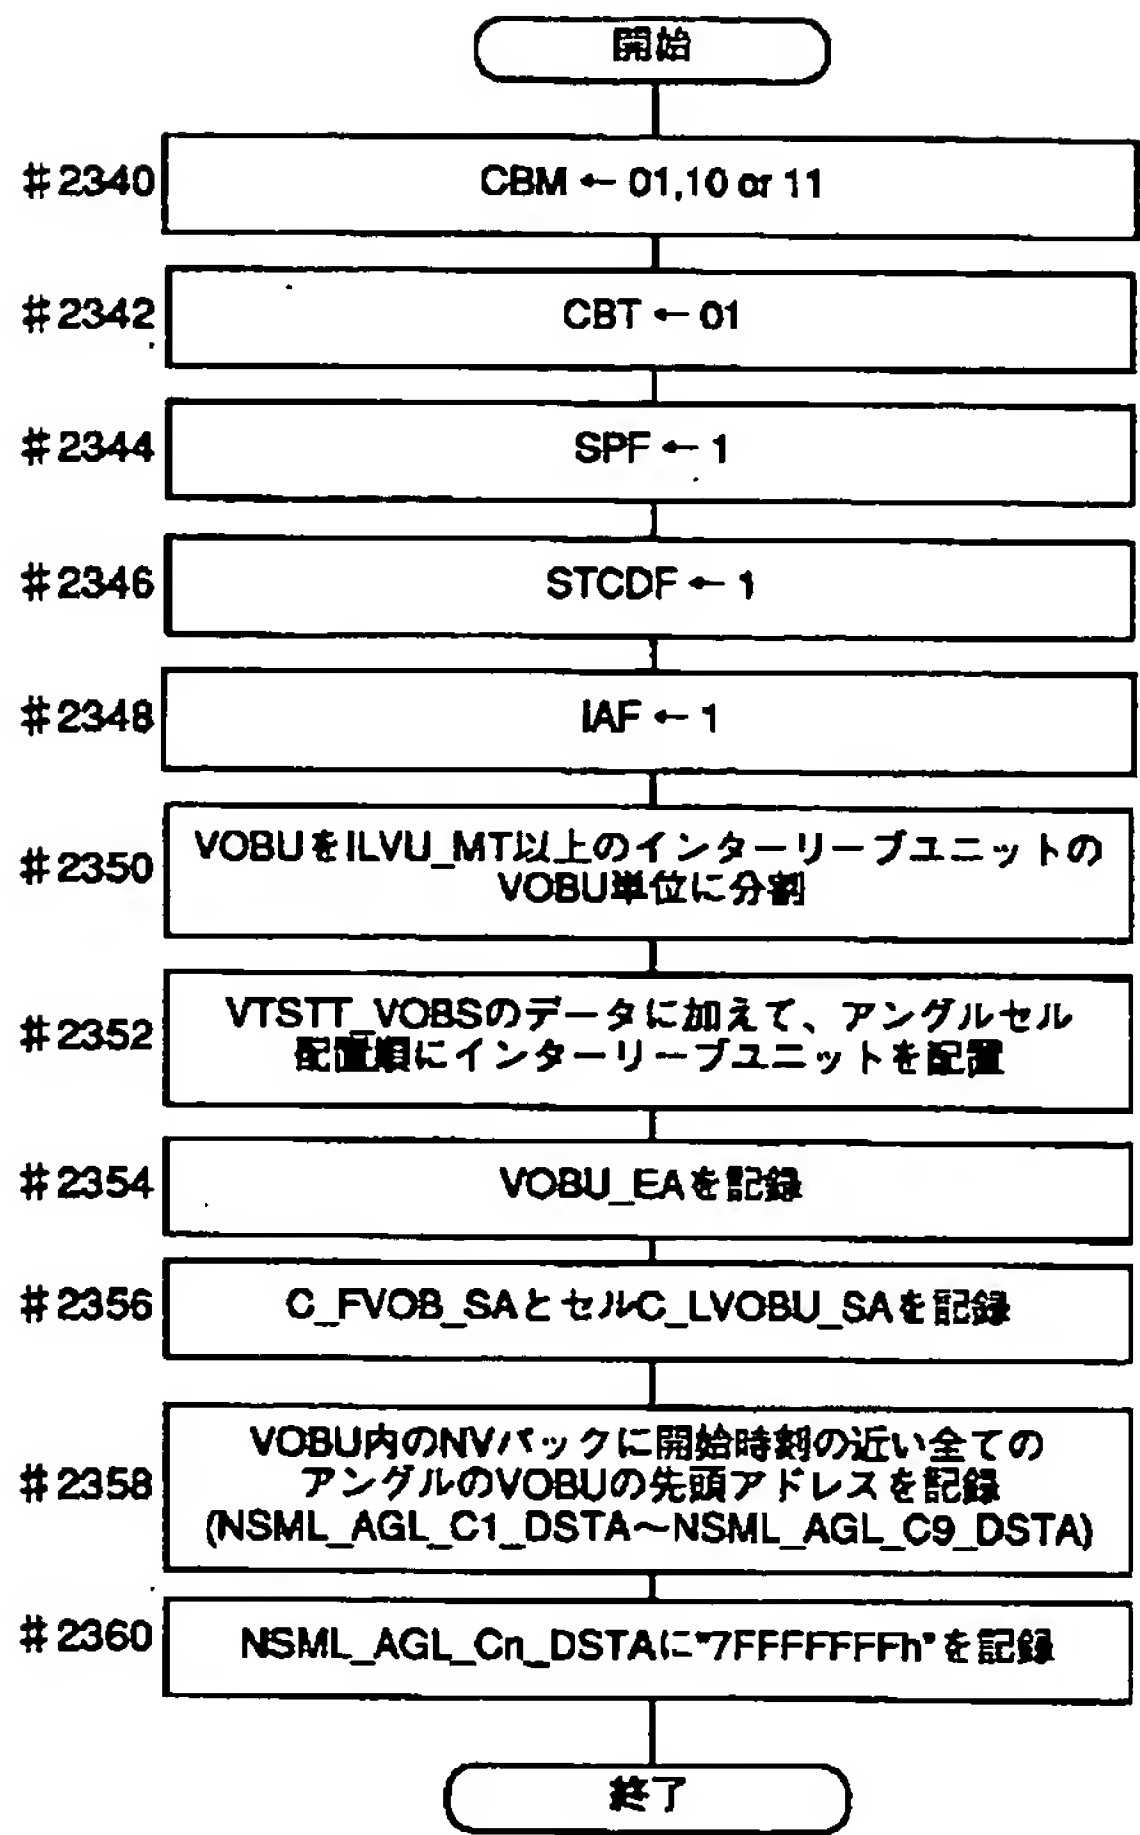 開始
#2340 CBM ← 01,10 or 11
#2342 CBT ← 01
#2344 SPF ← 1
#2346 STCDF ← 1
#2348 IAF ← 1
#2350 VOBUをILVU_MT以上のインターリーブユニットの
VOBU単位に分割
#2352 VTSTT_VOBSのデータに加えて、アングルセル
配置順にインターリーブユニットを配置
#2354 VOBU_EAを記録
#2356 C_FVOB_SAとセルC_LVOBU_SAを記録
#2358 VOBU内のNVパックに開始時刻の近い全ての
アングルのVOBUの先頭アドレスを記録
(NSML_AGL_C1_DSTA～NSML_AGL_C9_DSTA)
#2360 NSML_AGL_Cn_DSTAに"7FFFFFFFh"を記録
終了